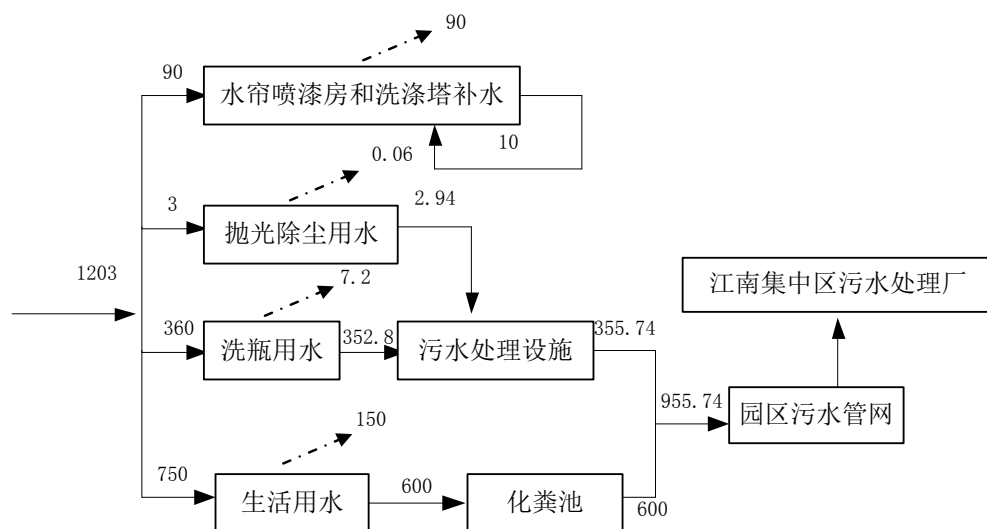 90
90
水帘喷漆房和洗涤塔补水
10
0.06
3
2.94
抛光除尘用水
1203
7.2
江南集中区污水处理厂
360
洗瓶用水
352.8
污水处理设施
355.74
955.74
园区污水管网
150
750
生活用水
600
化粪池
600